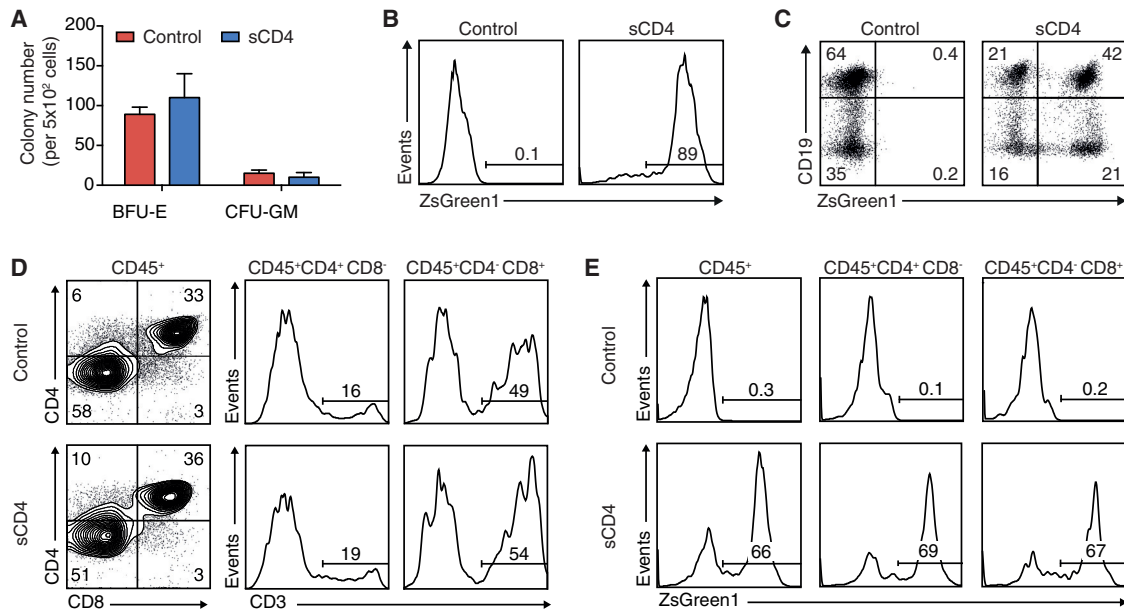 A
Colony number
(per 5x10² cells)
200
150
100
50
0
Control
sCD4
BFU-E
CFU-GM
B
Control
sCD4
Events
0.1
89
ZsGreen1
C
Control
sCD4
CD19
64
0.4
35
0.2
21
42
16
21
ZsGreen1
D
CD45⁺
CD45⁺CD4⁺ CD8⁻
CD45⁺CD4⁻ CD8⁺
Control
CD4
6
33
58
3
Events
16
49
sCD4
CD4
10
36
51
3
Events
19
54
CD8
CD3
E
CD45⁺
CD45⁺CD4⁺ CD8⁻
CD45⁺CD4⁻ CD8⁺
Control
Events
0.3
0.1
0.2
sCD4
Events
66
69
67
ZsGreen1